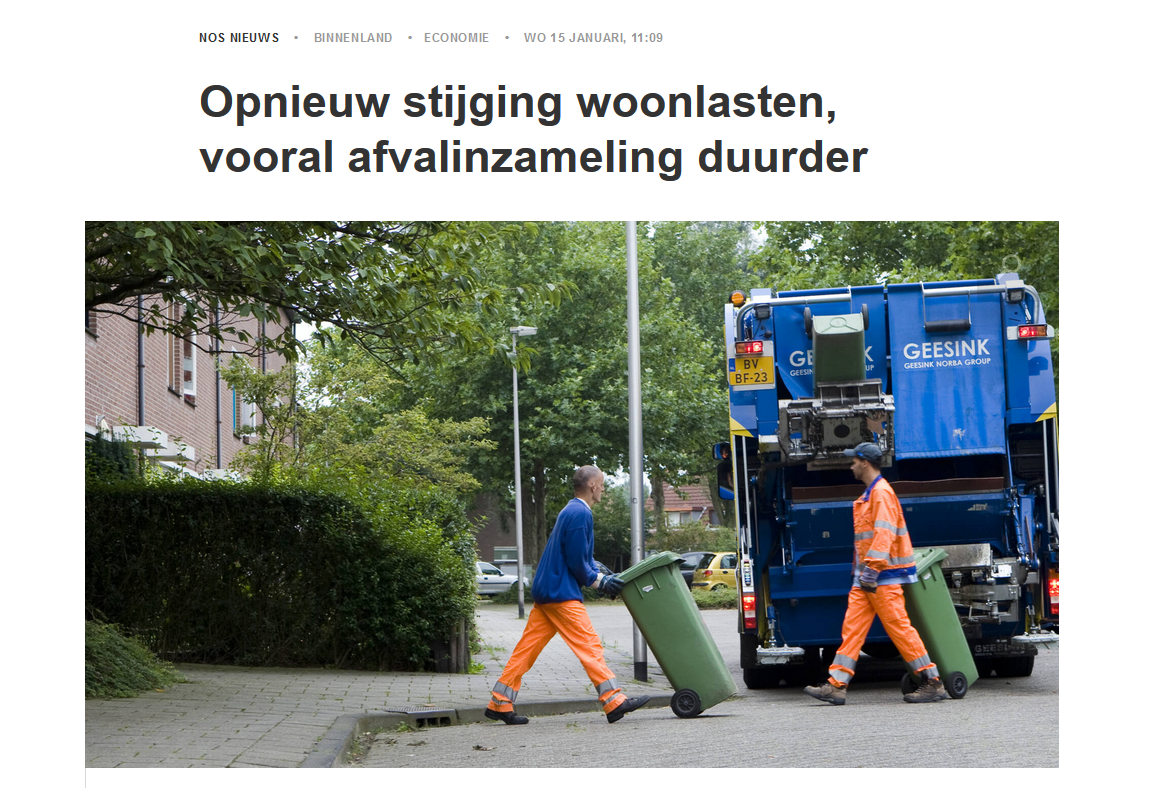 NOS NIEUWS • BINNENLAND • ECONOMIE • WO 15 JANUARI, 11:09
Opnieuw stijging woonlasten,
vooral afvalinzameling duurder
GEESINK
GEESINK NORBA GROUP
BV
BF-23
GEESINK